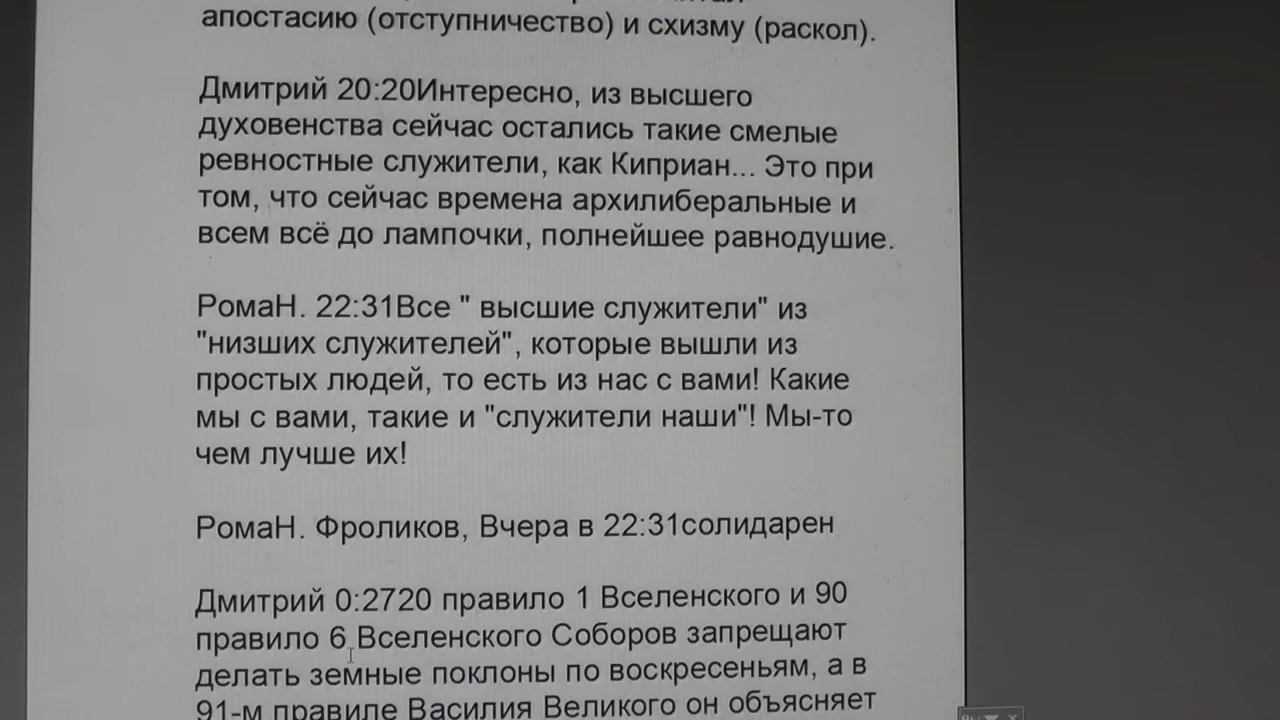 апостасию (отступничество) и схизму (раскол).
Дмитрий 20:20Интересно, из высшего
духовенства сейчас остались такие смелые
ревностные служители, как Киприан... Это при
том, что сейчас времена архилиберальные и
всем всё до лампочки, полнейшее равнодушие.
РомаН. 22:31Все " высшие служители" из
"низших служителей", которые вышли из
простых людей, то есть из нас с вами! Какие
мы с вами, такие и "служители наши"! Мы-то
чем лучше их!
РомаН. Фроликов, Вчера в 22:31солидарен
Дмитрий 0:2720 правило 1 Вселенского и 90
правило 6 Вселенского Соборов запрещают
делать земные поклоны по воскресеньям, а в
91-м правиле Василия Великого он объясняет